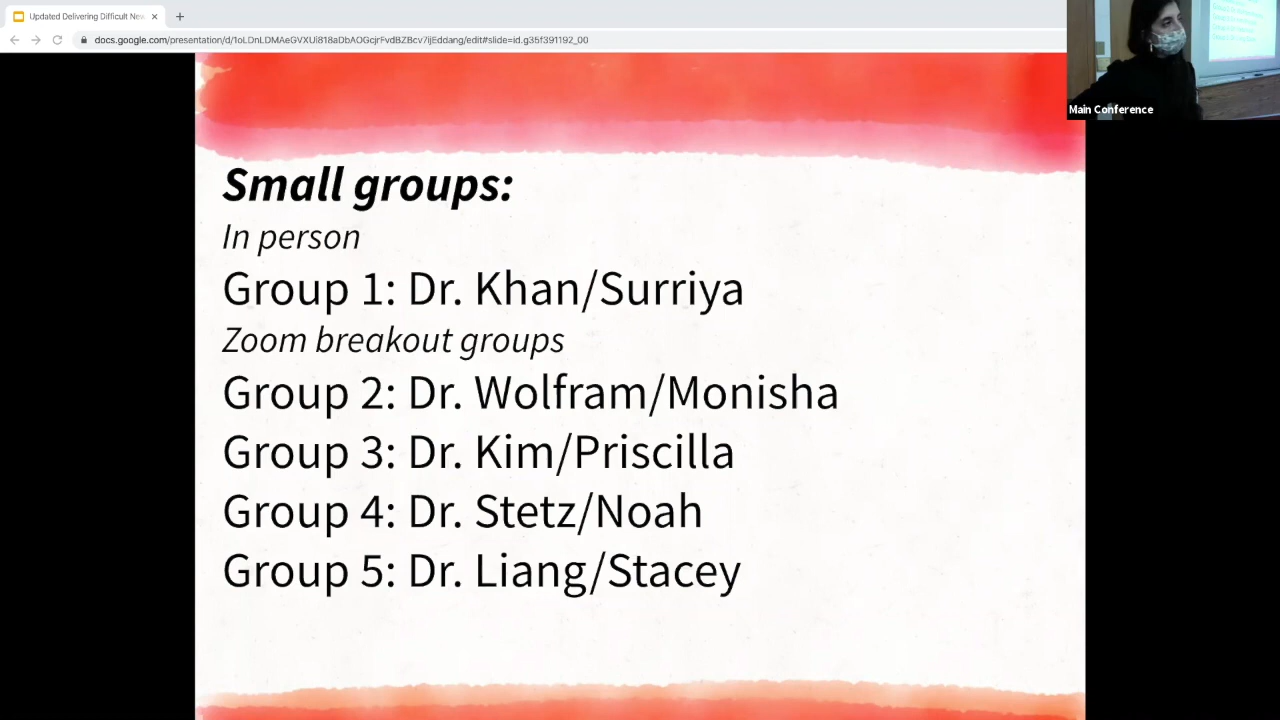 Updated Delivering Difficult New
docs.google.com/presentation/d/1oLDnLDMAeGVXUi818aDbAOGcjrFvdBZBcv7ijEddang/edit#slide=id.g35f391192_00
Main Conference
Small groups:
In person
Group 1: Dr. Khan/Surriya
Zoom breakout groups
Group 2: Dr. Wolfram/Monisha
Group 3: Dr. Kim/Priscilla
Group 4: Dr. Stetz/Noah
Group 5: Dr. Liang/Stacey